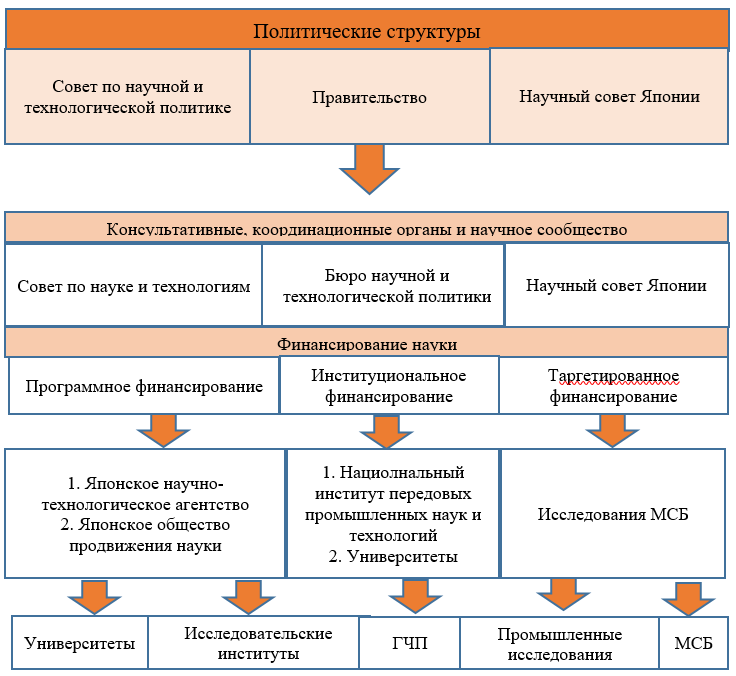 Политические структуры
Совет по научной и
технологической политике
Правительство
Научный совет Японии
Консультативные, координационные органы и научное сообщество
Совет по науке и технологиям
Бюро научной и
технологической политики
Научный совет Японии
Финансирование науки
Программное финансирование
Институциональное
финансирование
Таргетированное
финансирование
1. Японское научно-
технологическое агентство
2. Японское общество
продвижения науки
1. Нациолнальный
институт передовых
промышленных наук и
технологий
2. Университеты
Исследования МСБ
Университеты
Исследовательские
институты
ГЧП
Промышленные
исследования
МСБ